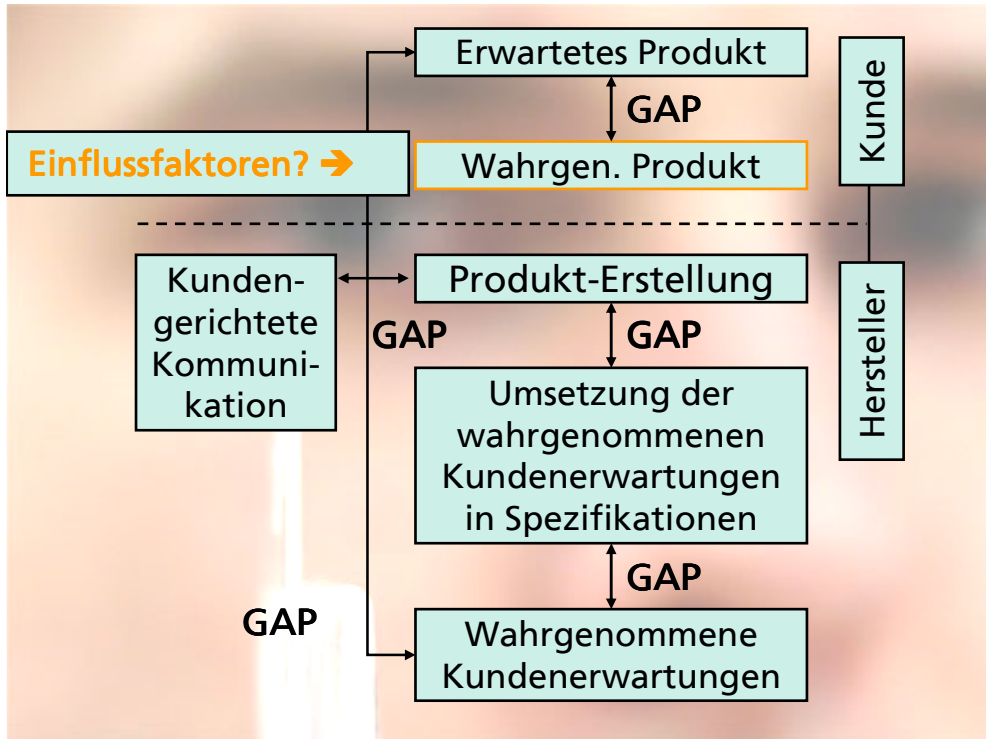 Erwartetes Produkt
GAP
Einflussfaktoren? ➔
Wahrgen. Produkt
Kunde
Kunden-
gerichtete
Kommuni-
kation
Produkt-Erstellung
GAP
GAP
Umsetzung der
wahrgenommenen
Kundenerwartungen
in Spezifikationen
Hersteller
GAP
GAP
Wahrgenommene
Kundenerwartungen